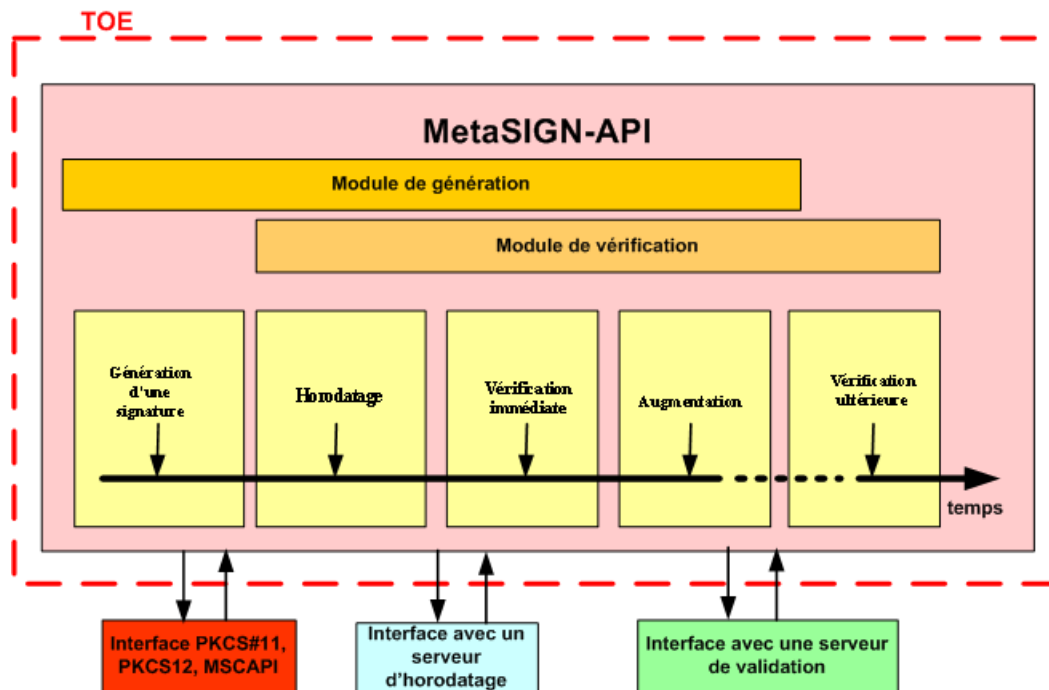 TOE
MetaSIGN-API
Module de génération
Module de vérification
Génération
d'une
signature
Horodatage
Vérification
immédiate
Augmentation
Vérification
ultérieure
temps
Interface PKCS#11,
PKCS12, MSCAPI
Interface avec un
serveur
d'horodatage
Interface avec une serveur
de validation